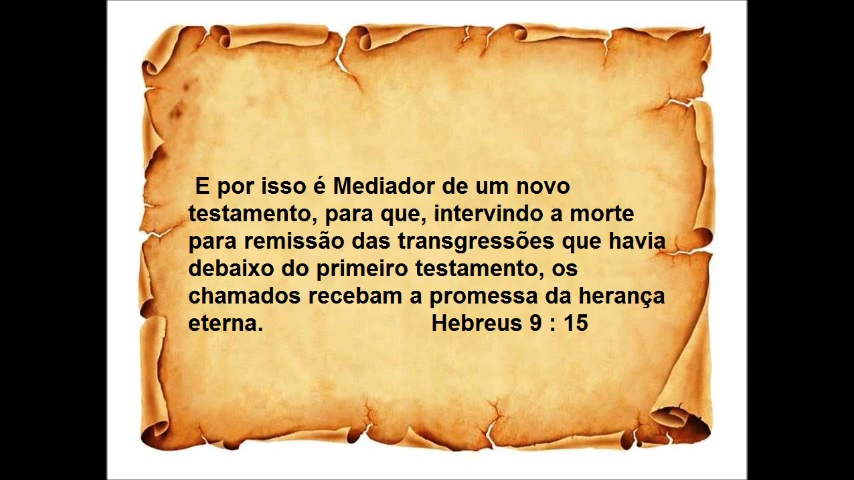 E por isso é Mediador de um novo
testamento, para que, intervindo a morte
para remissão das transgressões que havia
debaixo do primeiro testamento, os
chamados recebam a promessa da herança
eterna. Hebreus 9 : 15